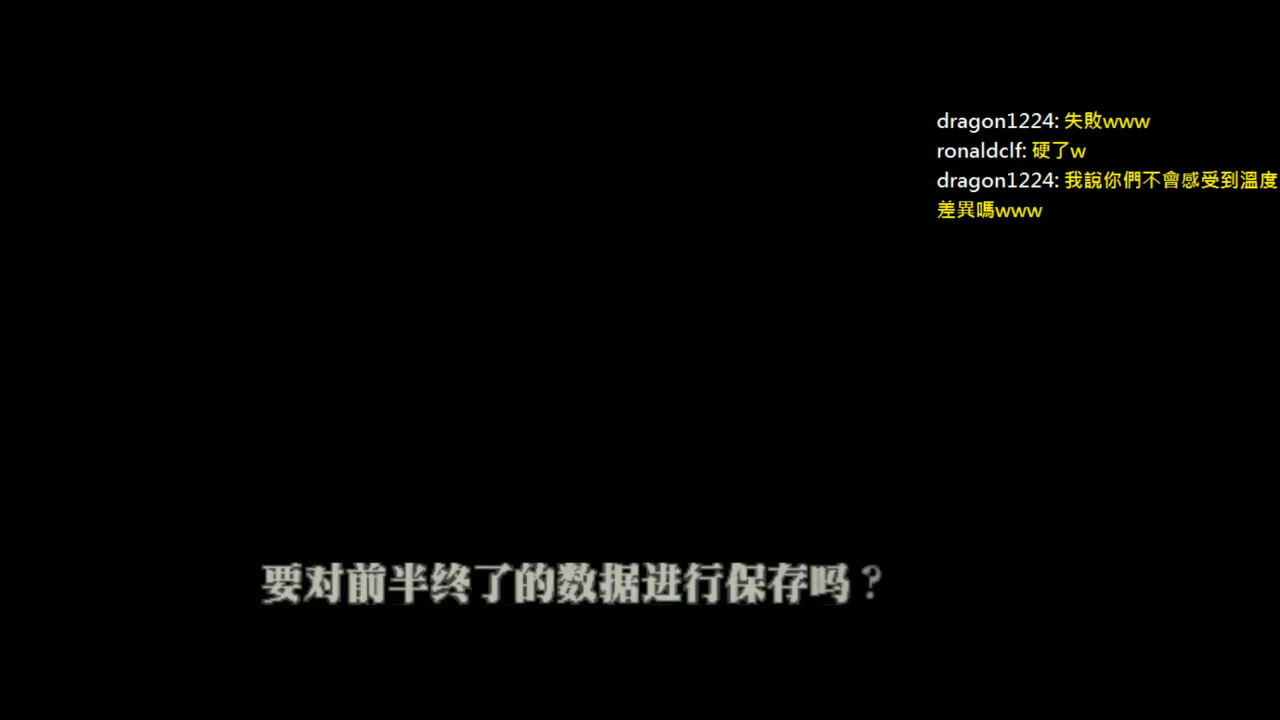 dragon1224: 失敗www
ronaldclf: 硬了w
dragon1224: 我說你們不會感受到溫度
差異嗎www
要对前半终了的数据进行保存吗？